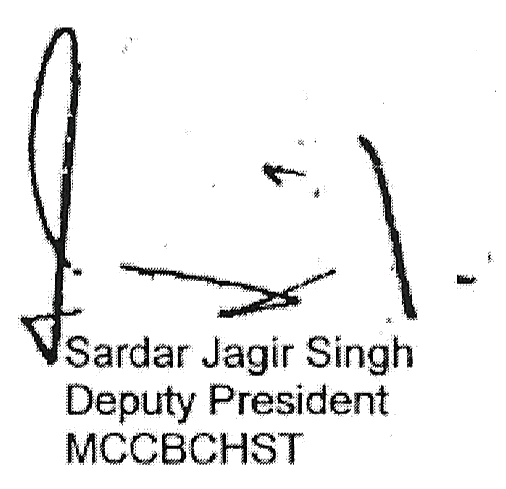 Sardar Jagir Singh
Deputy President
MCCBCHST